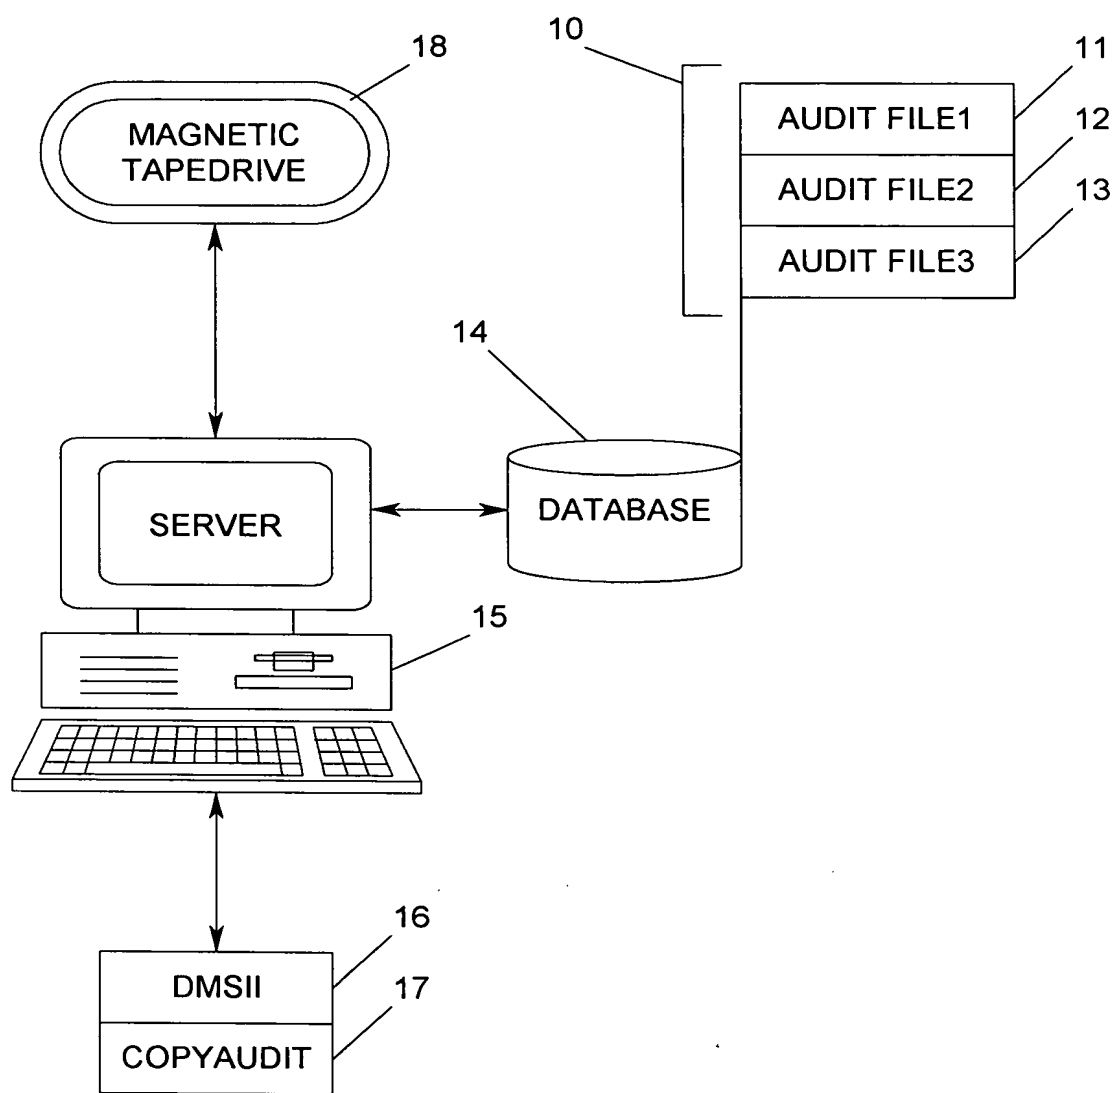 10
18
11
AUDIT FILE1
12
MAGNETIC
TAPEDRIVE
AUDIT FILE2
13
AUDIT FILE3
14
SERVER
DATABASE
15
16
DMSII
17
COPYAUDIT